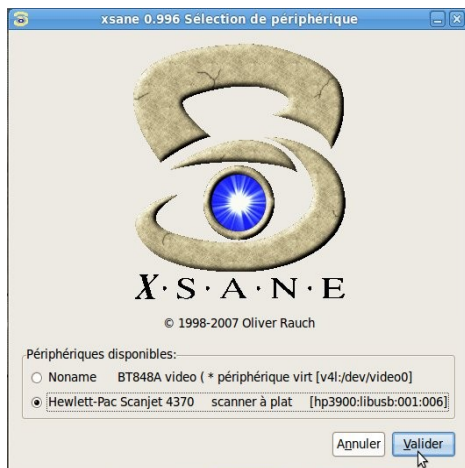 xsane 0.996 Sélection de périphérique
X·S·A·N·E
© 1998-2007 Oliver Rauch
Périphériques disponibles:
Noname BT848A video ( * périphérique virt [v4l:/dev/video0]
Hewlett-Pac Scanjet 4370 scanner à plat [hp3900:libusb:001:006]
Annuler Valider